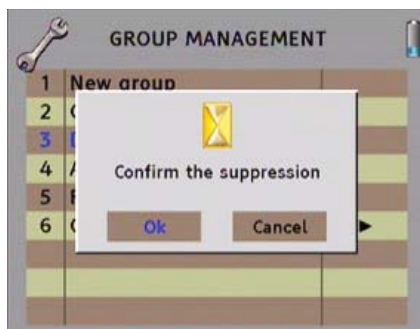 GROUP MANAGEMENT
1 New group
2
3
4
5
6
Confirm the suppression
Ok Cancel